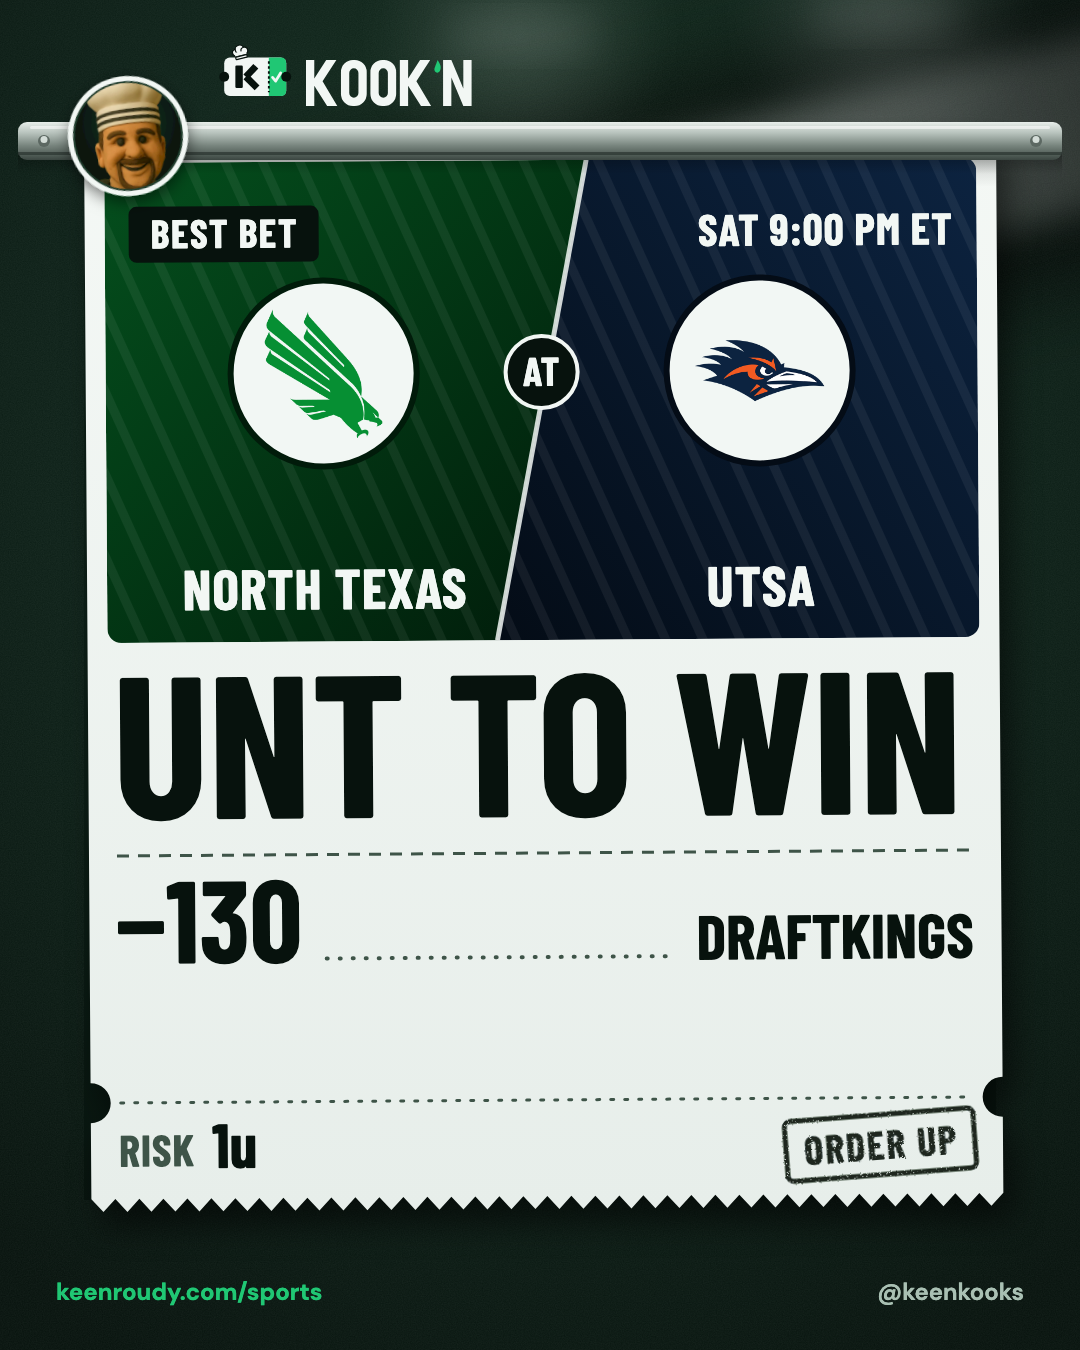 K
KOOK'N
BEST BET
SAT 9:00 PM ET
AT
NORTH TEXAS
UTSA
UNT TO WIN
–130
DRAFTKINGS
RISK 1u
ORDER UP
keenroudy.com/sports
@keenkooks